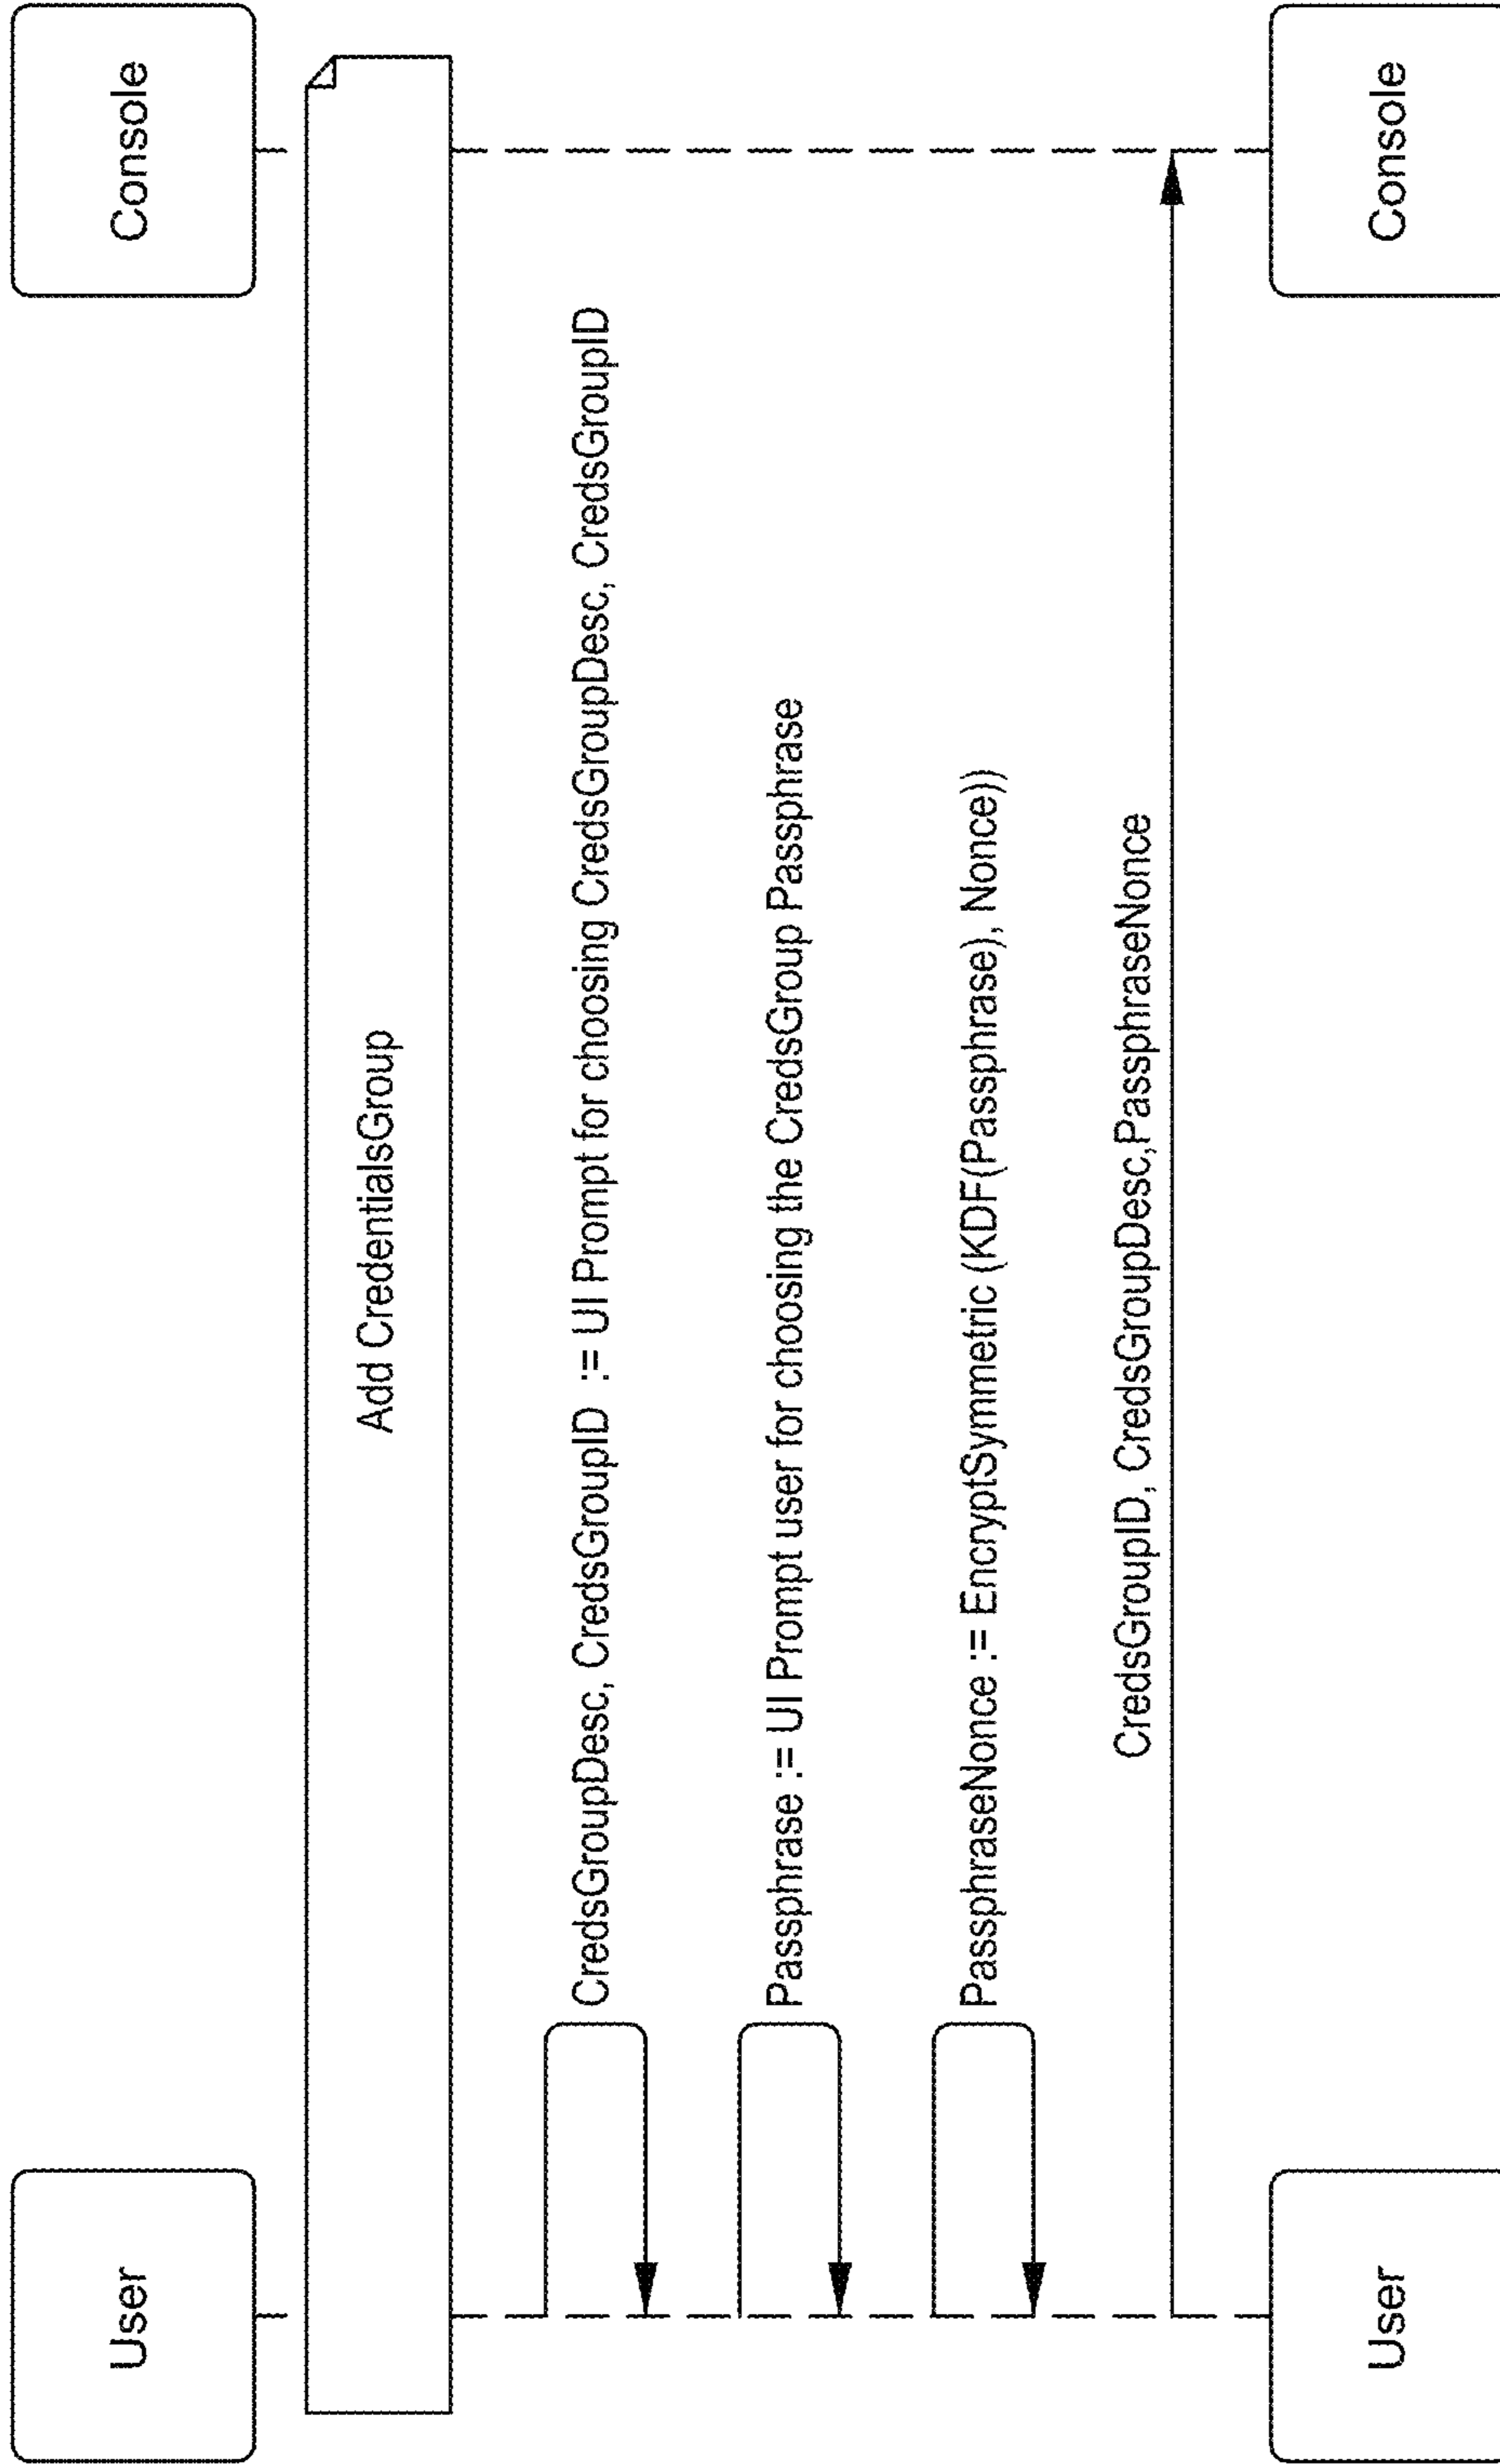 User
Console
Add CredentialsGroup
CredsGroupDesc, CredsGroupID := UI Prompt for choosing CredsGroupDesc, CredsGroupID
Passphrase := UI Prompt user for choosing the CredsGroup Passphrase
PassphraseNonce := EncryptSymmetric (KDF(Passphrase), Nonce))
CredsGroupID, CredsGroupDesc,PassphraseNonce
User
Console